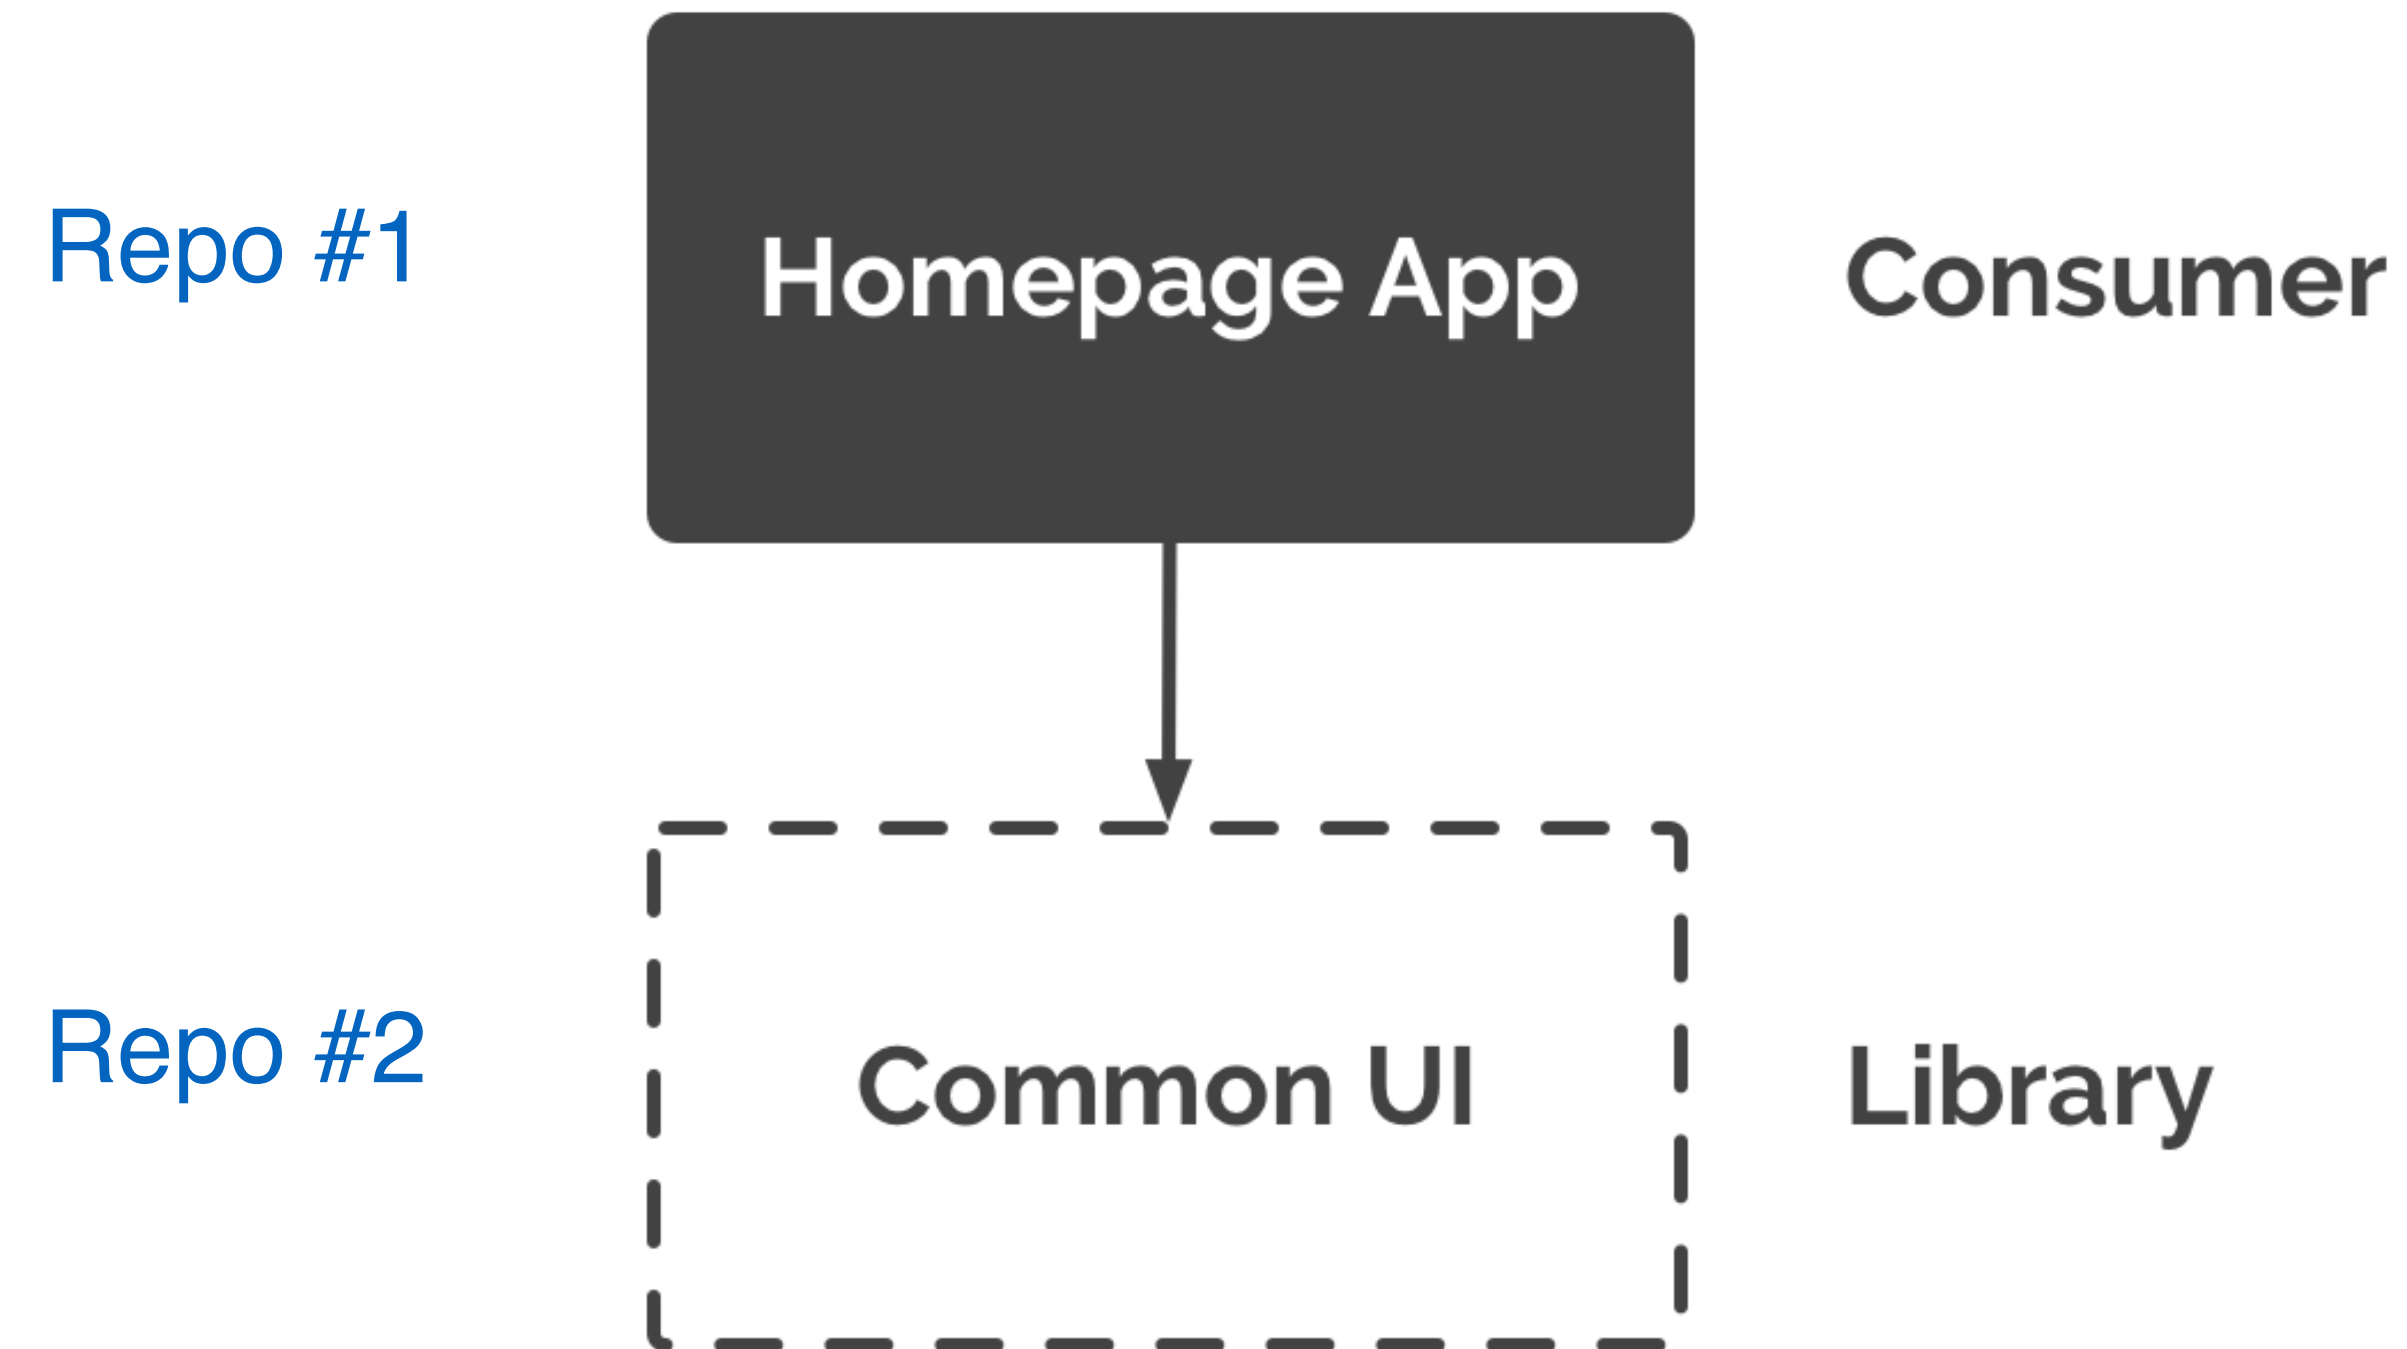 Repo #1
Homepage App
Consumer
Repo #2
Common UI
Library